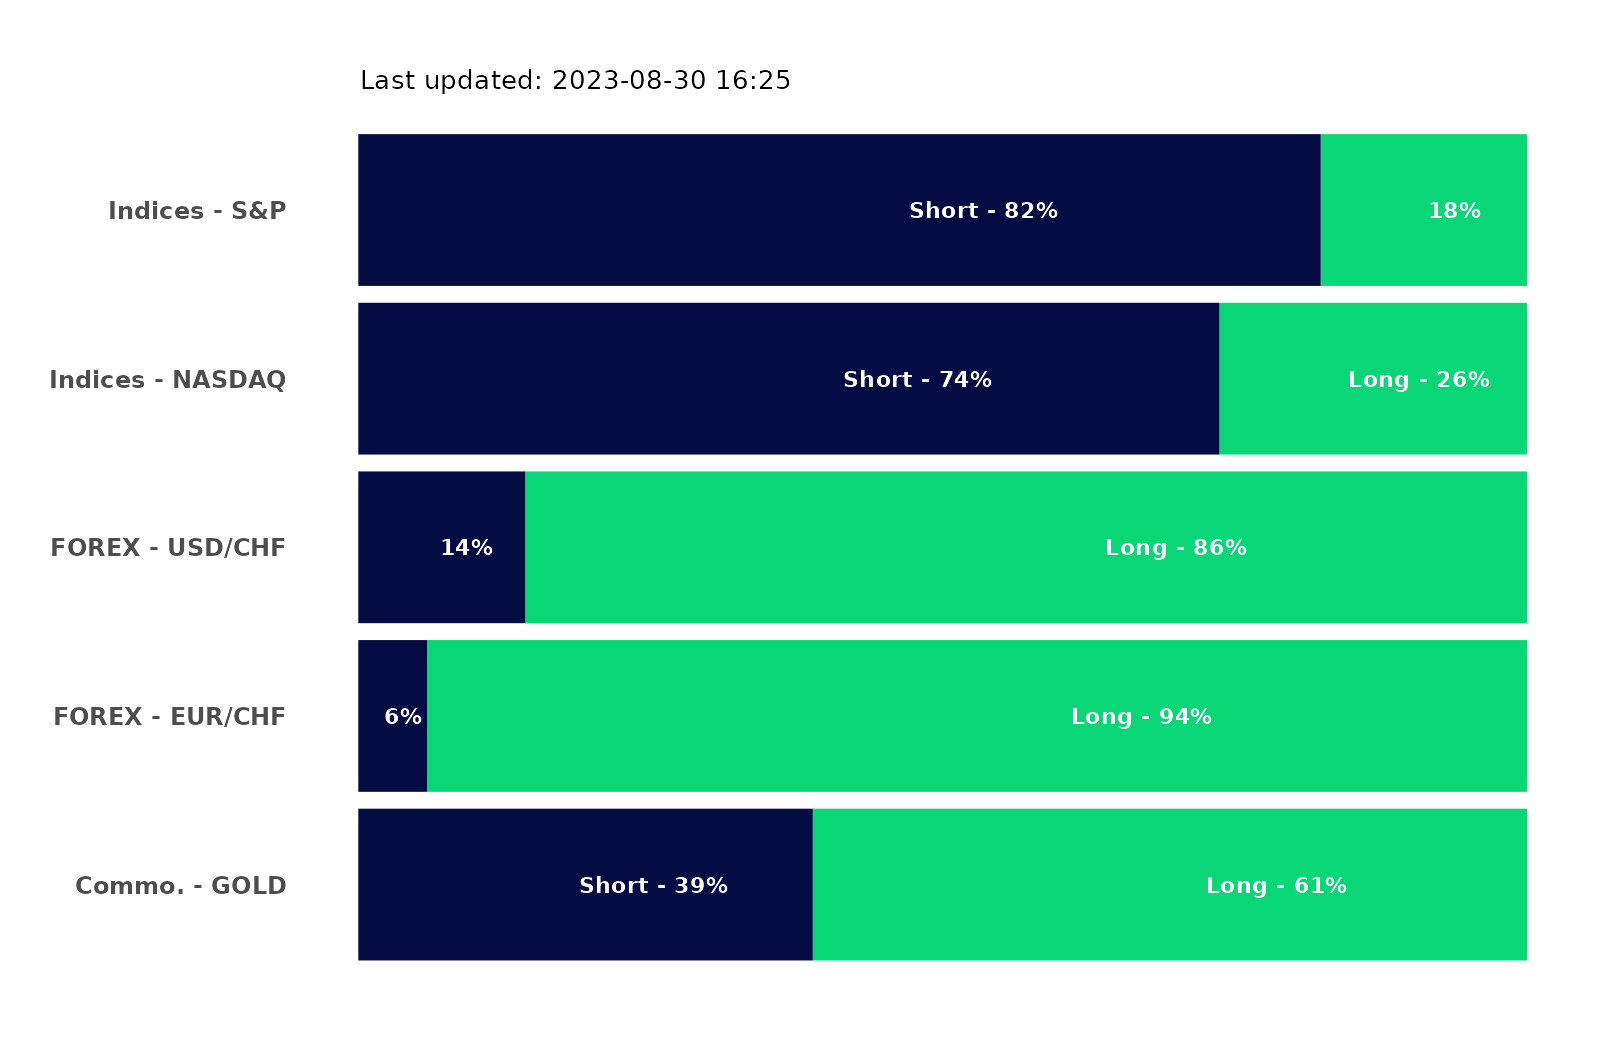 Last updated: 2023-08-30 16:25
Indices - S&P Short - 82% 18%
Indices - NASDAQ Short - 74% Long - 26%
FOREX - USD/CHF 14% Long - 86%
FOREX - EUR/CHF 6% Long - 94%
Commo. - GOLD Short - 39% Long - 61%